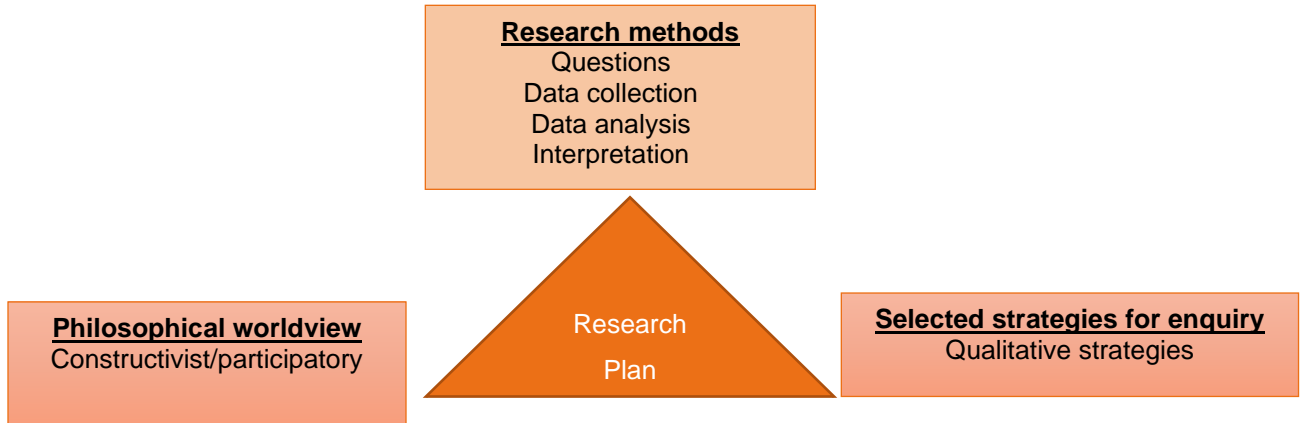 Research methods
Questions
Data collection
Data analysis
Interpretation
Research
Plan
Philosophical worldview
Constructivist/participatory
Selected strategies for enquiry
Qualitative strategies